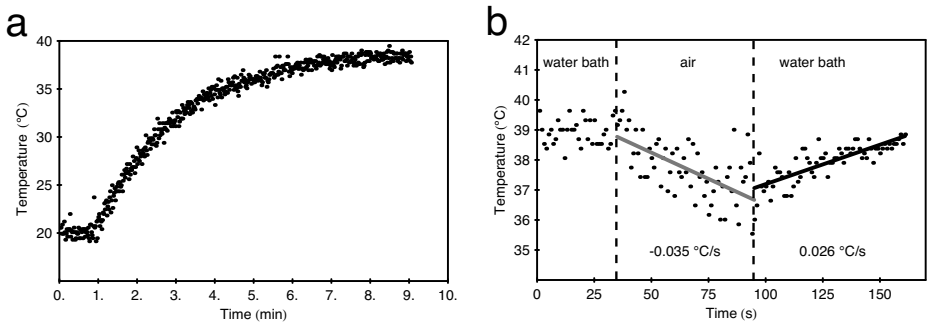 a
40
35
30
25
20
Temperature (°C)
0. 1. 2. 3. 4. 5. 6. 7. 8. 9. 10.
Time (min)
b
42
41
40
39
38
37
36
35
Temperature (°C)
water bath air water bath
-0.035 °C/s 0.026 °C/s
0 25 50 75 100 125 150
Time (s)